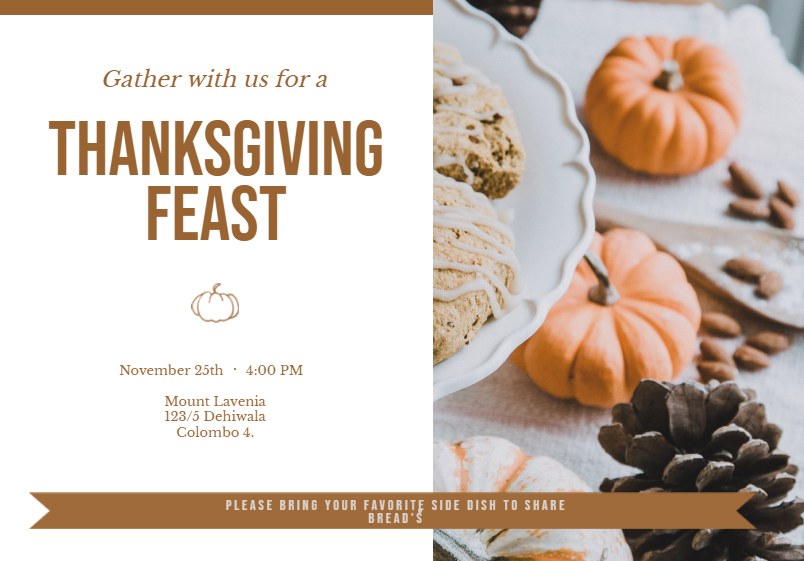 Gather with us for a
THANKSGIVING
FEAST
November 25th · 4:00 PM
Mount Lavenia
123/5 Dehiwala
Colombo 4.
PLEASE BRING YOUR FAVORITE SIDE DISH TO SHARE
BREAD'S